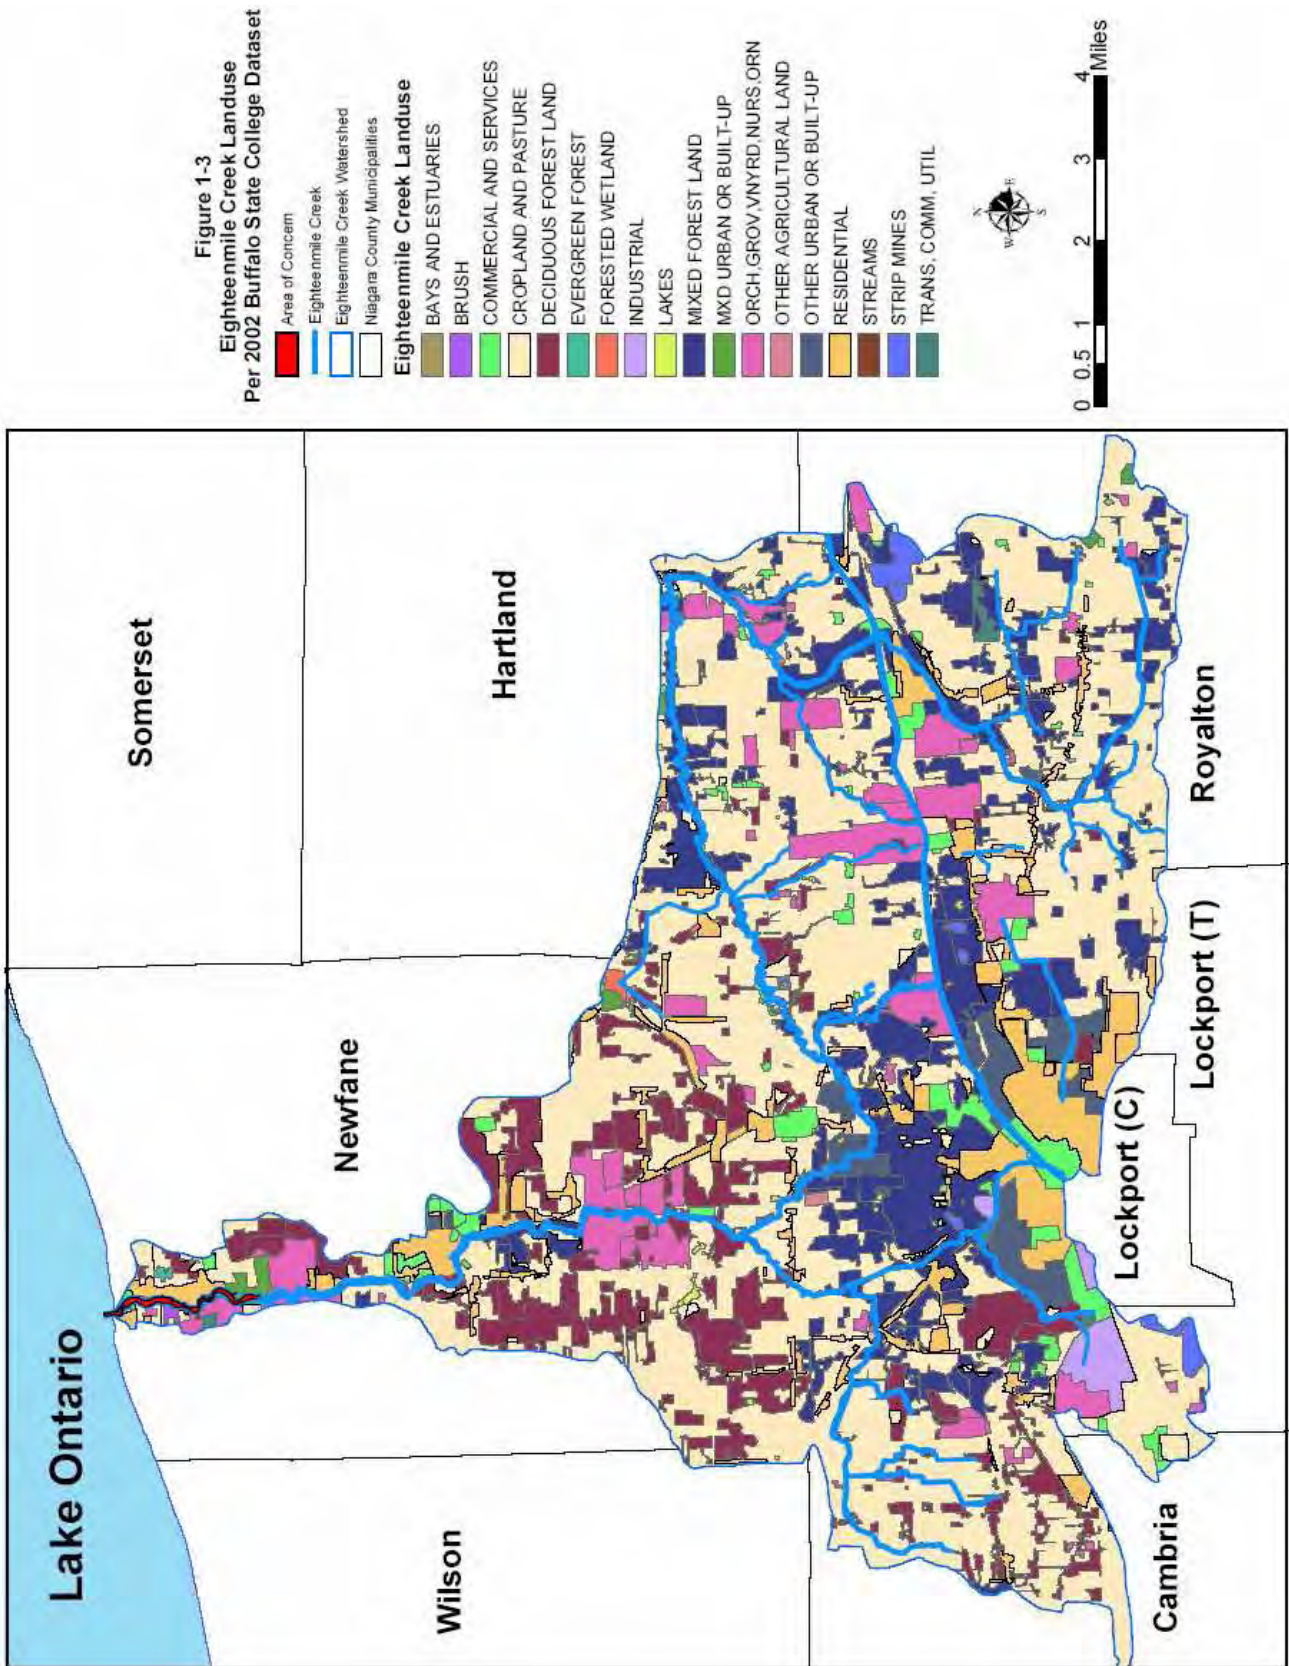 Figure 1-3
Eighteenmile Creek Landuse
Per 2002 Buffalo State College Dataset
Area of Concern
Eighteenmile Creek
Eighteenmile Creek Watershed
Niagara County Municipalities
Eighteenmile Creek Landuse
BAYS AND ESTUARIES
BRUSH
COMMERCIAL AND SERVICES
CROPLAND AND PASTURE
DECIDUOUS FOREST LAND
EVERGREEN FOREST
FORESTED WETLAND
INDUSTRIAL
LAKES
MIXED FOREST LAND
MXD URBAN OR BUILT-UP
ORCH,GROV,VNYRD,NURS,ORN
OTHER AGRICULTURAL LAND
OTHER URBAN OR BUILT-UP
RESIDENTIAL
STREAMS
STRIP MINES
TRANS, COMM, UTIL
N
W
E
S
0 0.5 1 2 3 4
Miles
Lake Ontario
Somerset
Newfane
Hartland
Wilson
Royalton
Lockport (T)
Lockport (C)
Cambria